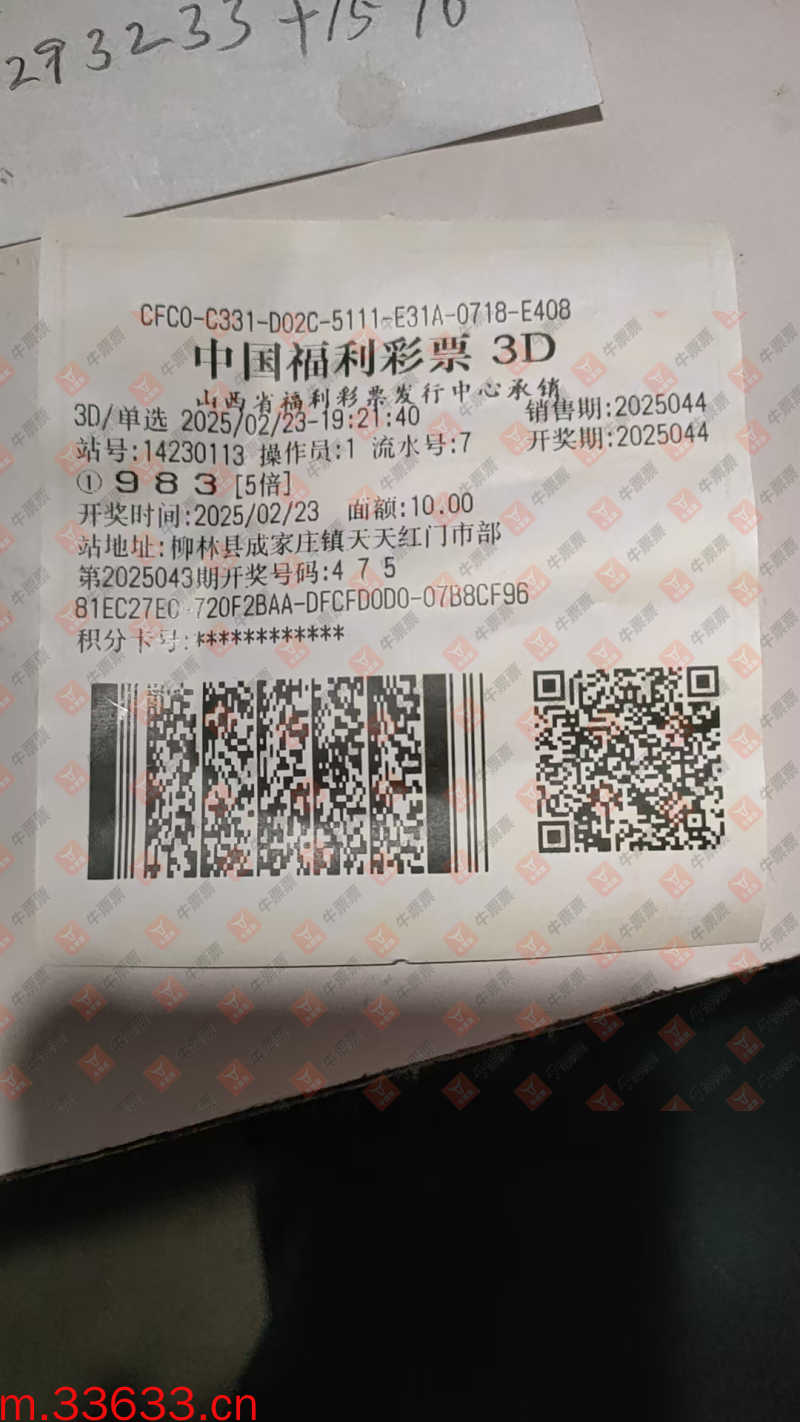 293233+1510
CFC0-C331-D02C-5111-E31A-0718-E408
中国福利彩票 3D
山西省福利彩票发行中心承销
3D/单选 2025/02/23-19:21:40 销售期:2025044
站号:14230113 操作员:1 流水号:7 开奖期:2025044
① 9 8 3 [5倍]
开奖时间:2025/02/23 面额:10.00
站地址:柳林县成家庄镇天天红门市部
第2025043期开奖号码:4 7 5
81EC27EC-720F2BAA-DFCFD0D0-07B8CF96
积分卡号:************
牛票票
m.33633.cn